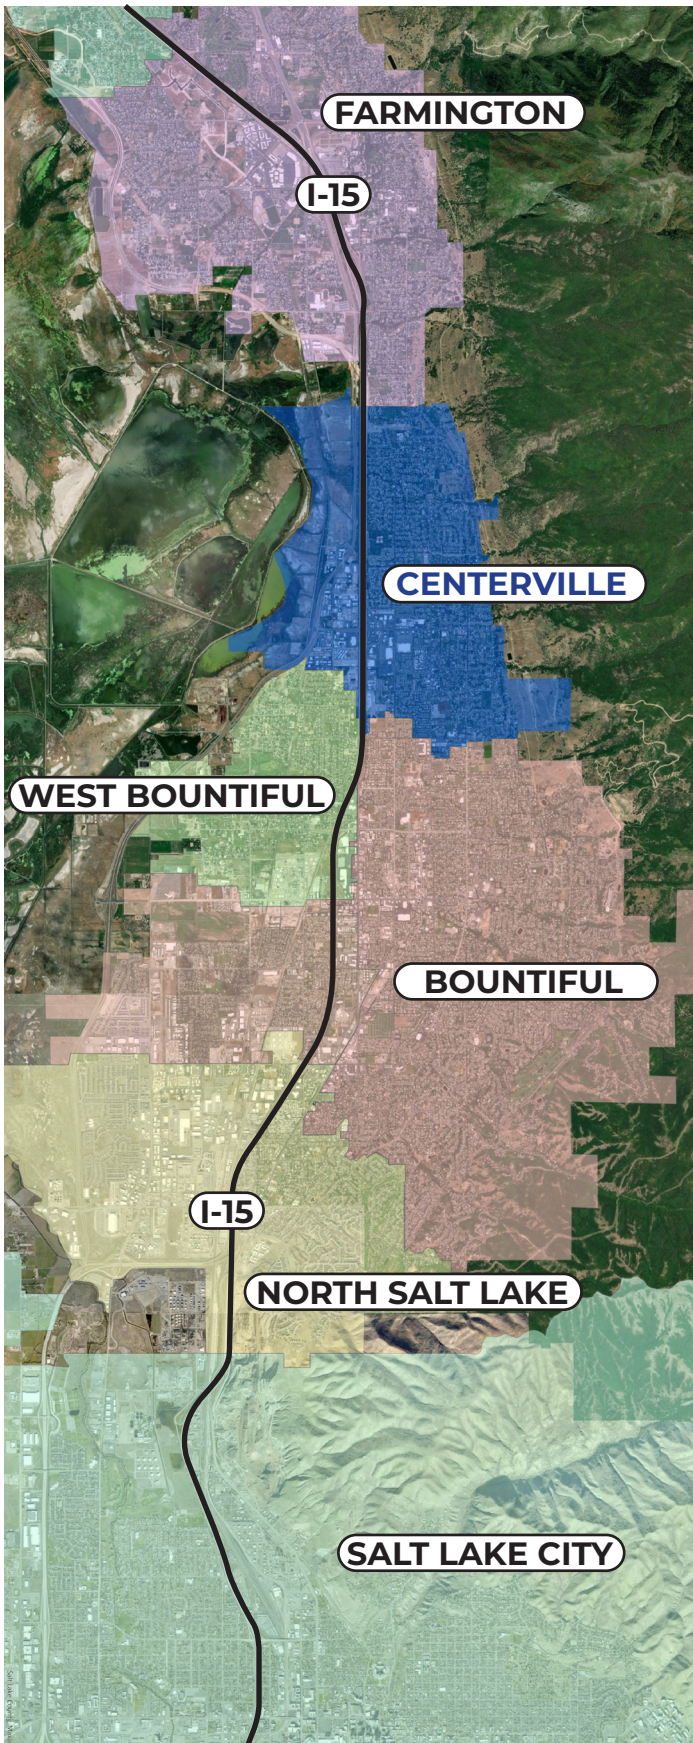 FARMINGTON
I-15
CENTERVILLE
WEST BOUNTIFUL
BOUNTIFUL
I-15
NORTH SALT LAKE
SALT LAKE CITY